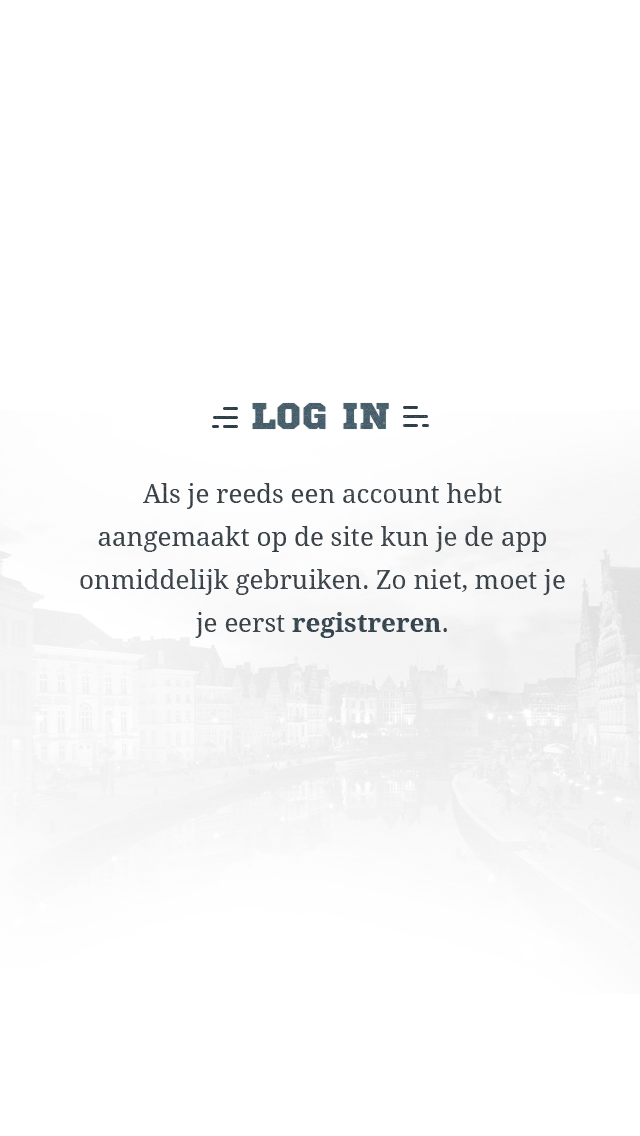 LOG IN
Als je reeds een account hebt
aangemaakt op de site kun je de app
onmiddelijk gebruiken. Zo niet, moet je
je eerst registreren.